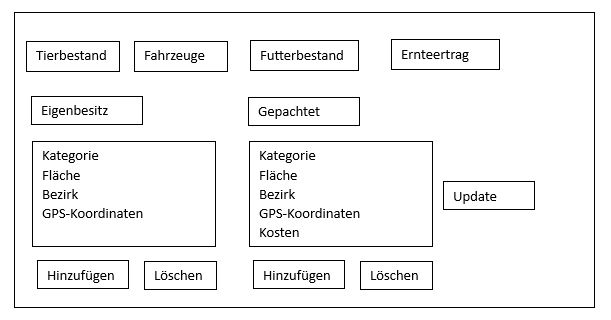 Tierbestand
Fahrzeuge
Futterbestand
Ernteertrag
Eigenbesitz
Gepachtet
Kategorie
Fläche
Bezirk
GPS-Koordinaten
Kategorie
Fläche
Bezirk
GPS-Koordinaten
Kosten
Update
Hinzufügen
Löschen
Hinzufügen
Löschen